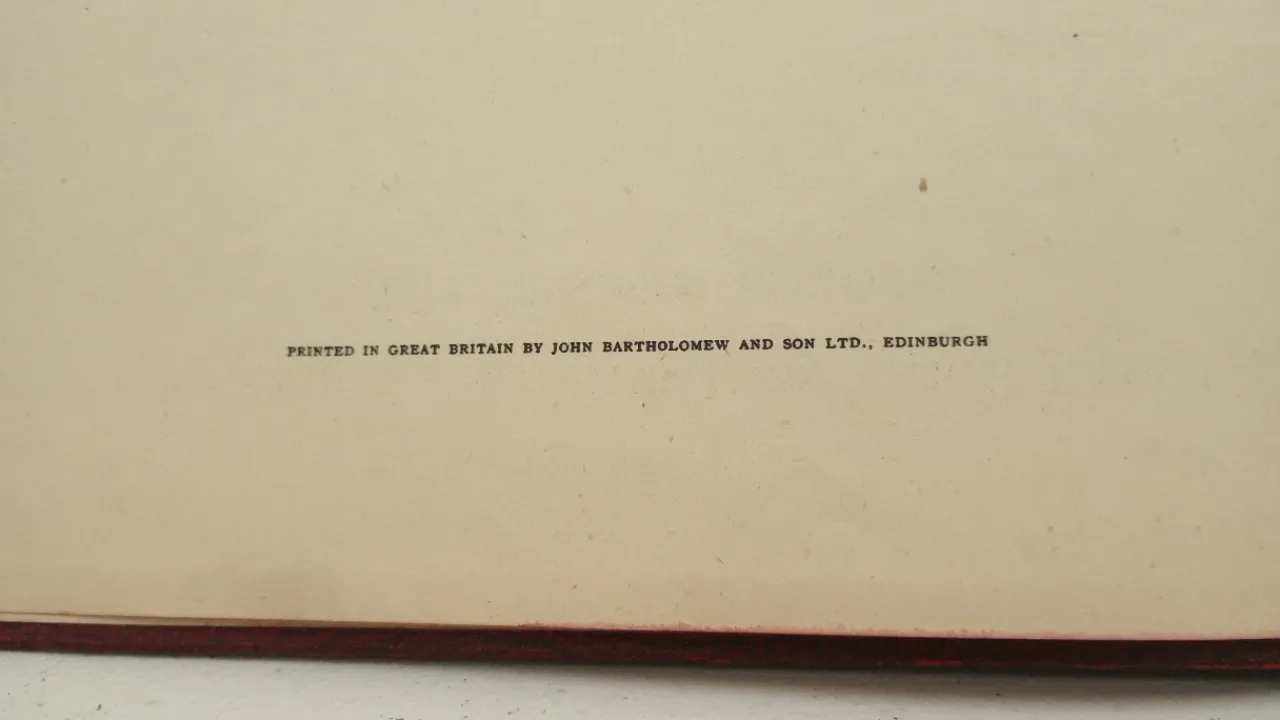 PRINTED IN GREAT BRITAIN BY JOHN BARTHOLOMEW AND SON LTD., EDINBURGH